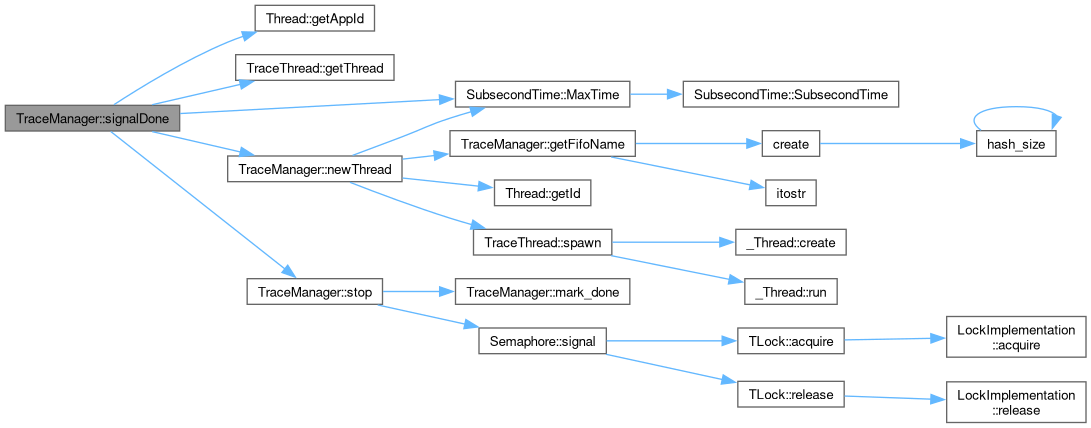 Thread::getAppId
TraceThread::getThread
SubsecondTime::MaxTime
SubsecondTime::SubsecondTime
TraceManager::signalDone
TraceManager::getFifoName
create
hash_size
TraceManager::newThread
Thread::getId
itostr
TraceThread::spawn
_Thread::create
TraceManager::stop
TraceManager::mark_done
_Thread::run
Semaphore::signal
TLock::acquire
LockImplementation
::acquire
TLock::release
LockImplementation
::release